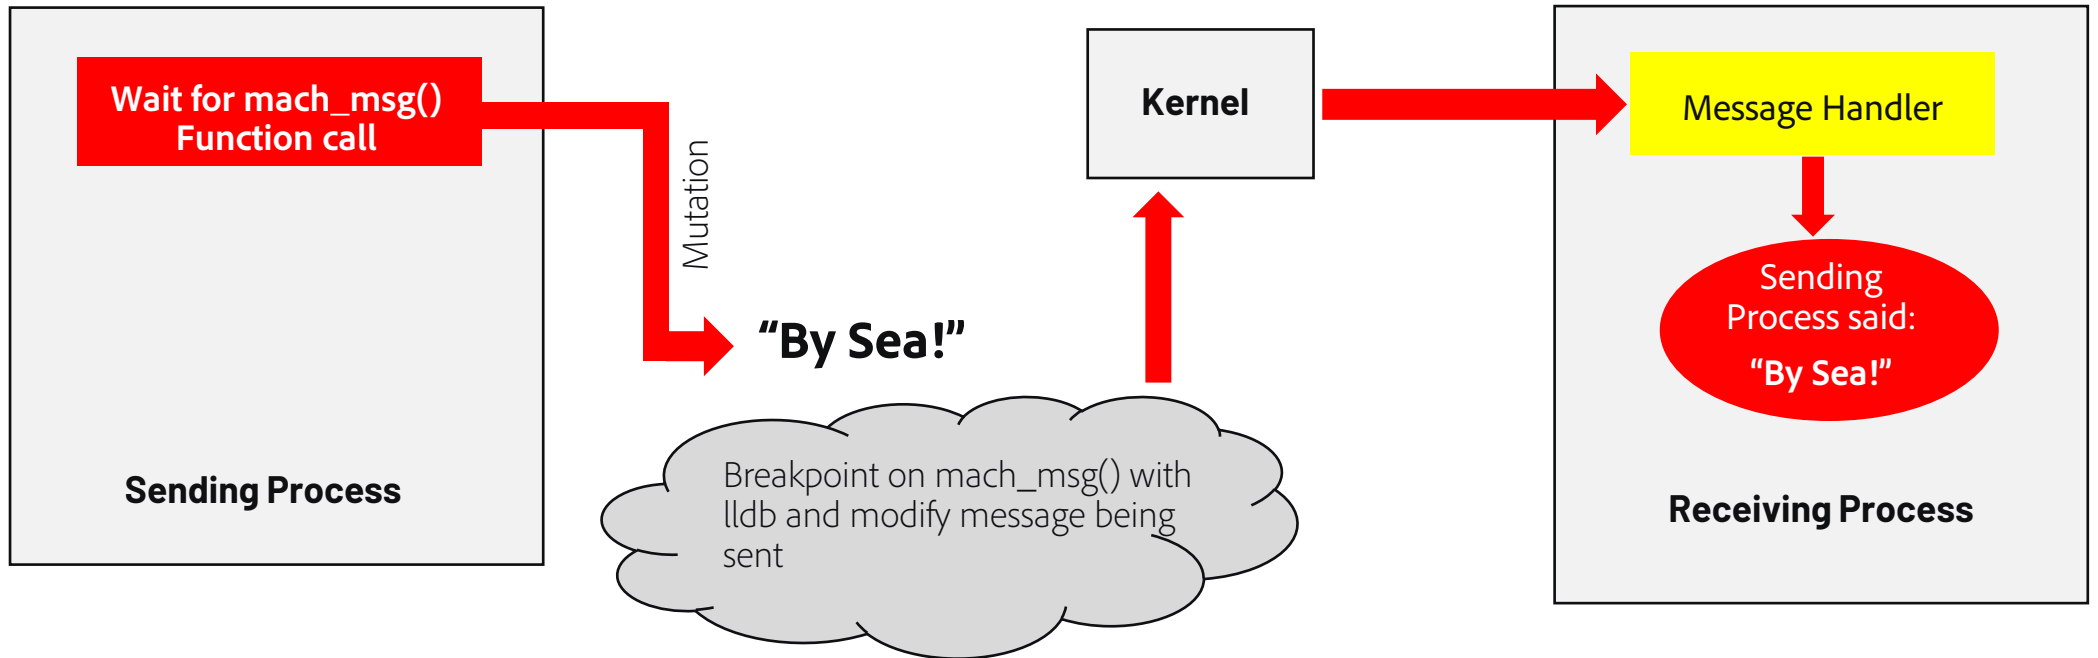 Wait for mach_msg()
Function call
Sending Process
Mutation
“By Sea!”
Breakpoint on mach_msg() with
lldb and modify message being
sent
Kernel
Message Handler
Sending
Process said:
“By Sea!”
Receiving Process